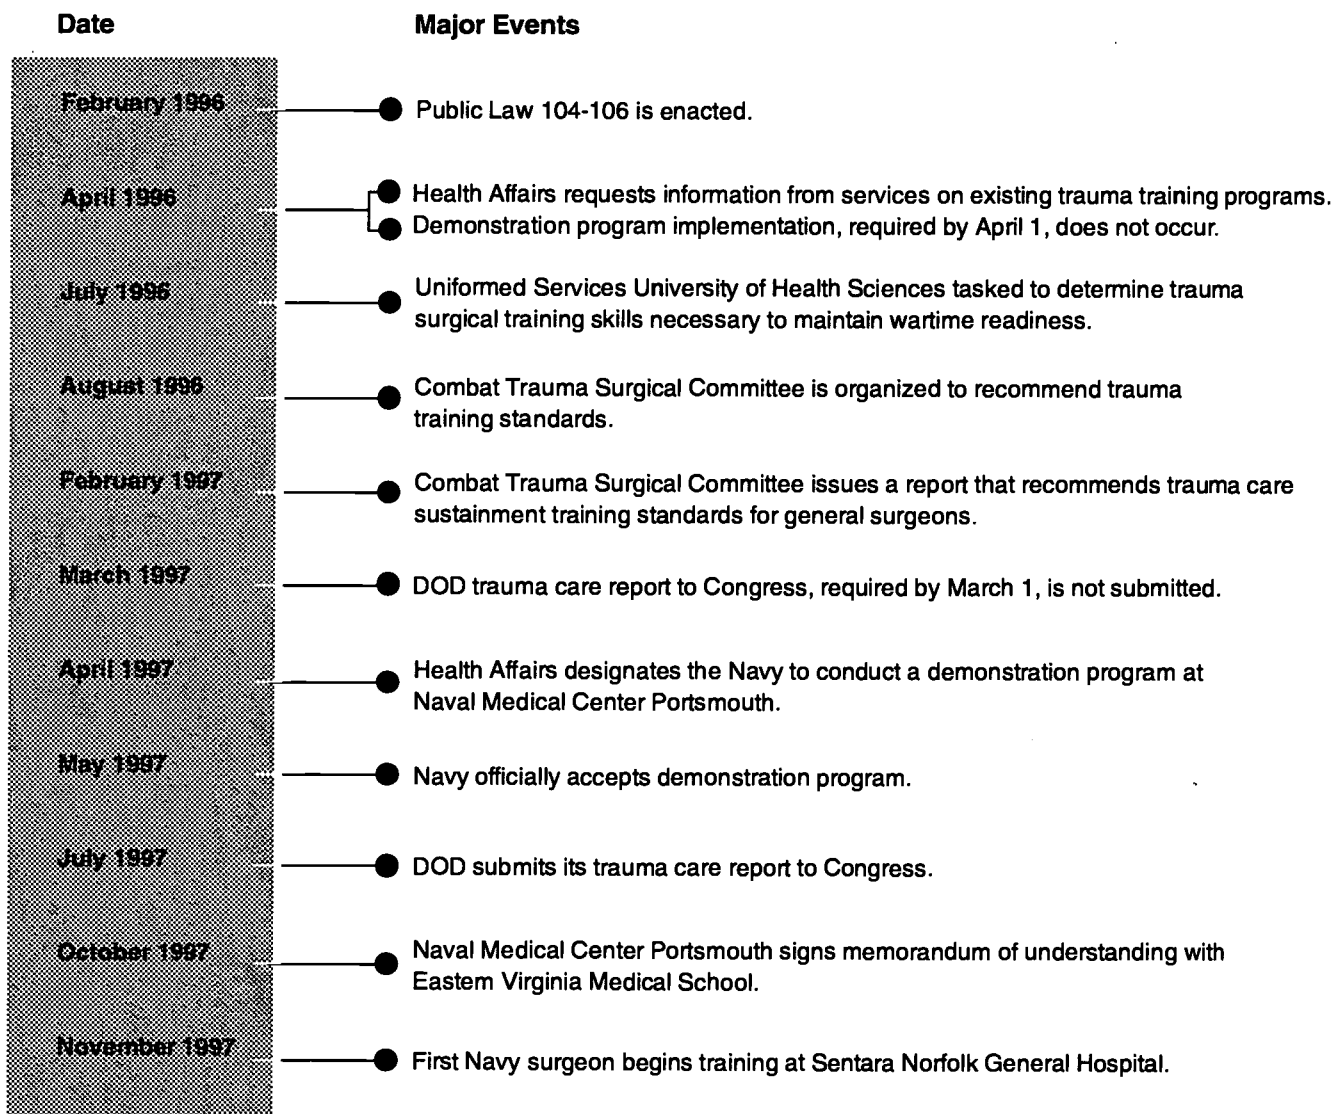 Date Major Events
February 1996 Public Law 104-106 is enacted.
April 1996 Health Affairs requests information from services on existing trauma training programs.
Demonstration program implementation, required by April 1, does not occur.
July 1996 Uniformed Services University of Health Sciences tasked to determine trauma
surgical training skills necessary to maintain wartime readiness.
August 1996 Combat Trauma Surgical Committee is organized to recommend trauma
training standards.
February 1997 Combat Trauma Surgical Committee issues a report that recommends trauma care
sustainment training standards for general surgeons.
March 1997 DOD trauma care report to Congress, required by March 1, is not submitted.
April 1997 Health Affairs designates the Navy to conduct a demonstration program at
Naval Medical Center Portsmouth.
May 1997 Navy officially accepts demonstration program.
July 1997 DOD submits its trauma care report to Congress.
October 1997 Naval Medical Center Portsmouth signs memorandum of understanding with
Eastern Virginia Medical School.
November 1997 First Navy surgeon begins training at Sentara Norfolk General Hospital.